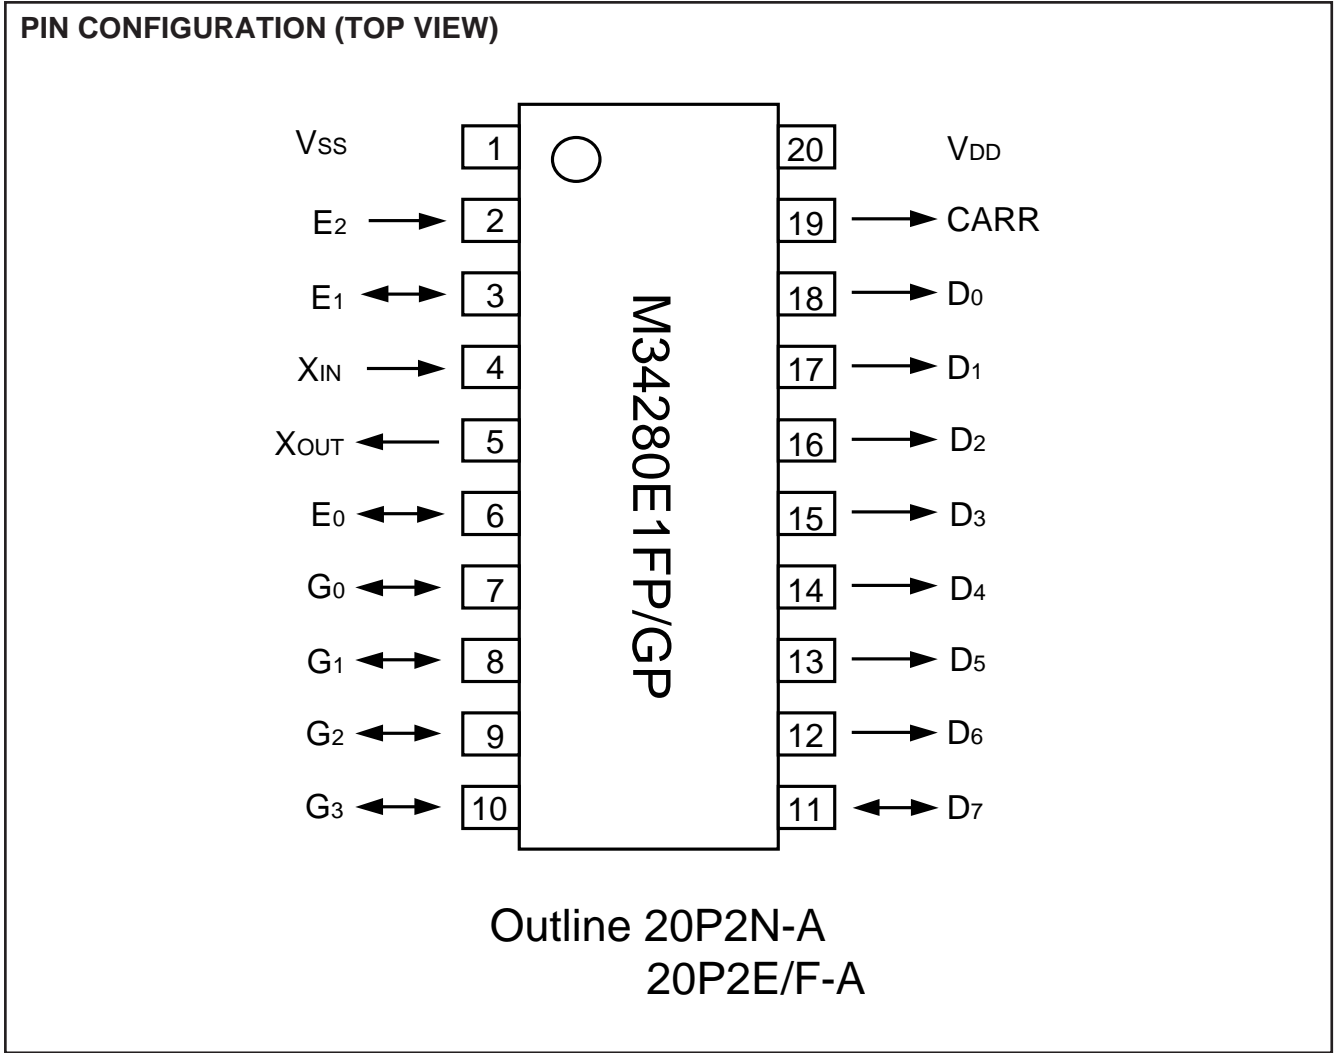 PIN CONFIGURATION (TOP VIEW)
VSS 1 20 VDD
E2 2 19 CARR
E1 3 18 D0
XIN 4 17 D1
XOUT 5 16 D2
E0 6 15 D3
G0 7 14 D4
G1 8 13 D5
G2 9 12 D6
G3 10 11 D7
M34280E1FP/GP
Outline 20P2N-A
20P2E/F-A